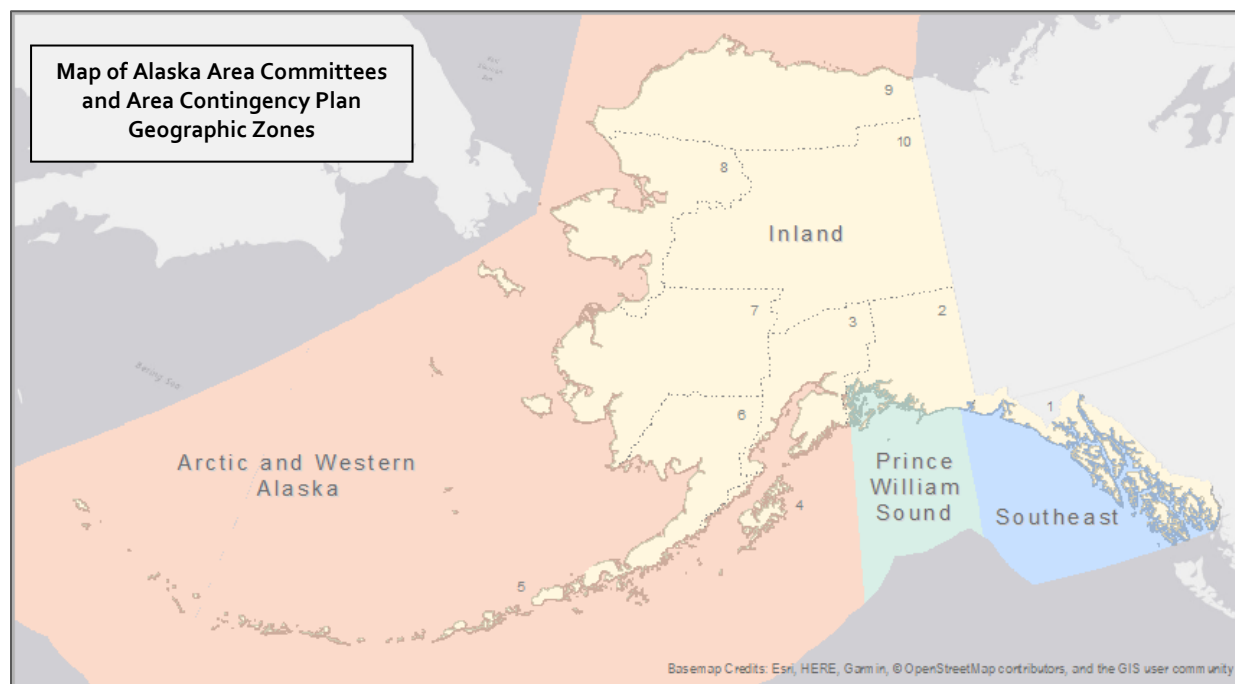 Map of Alaska Area Committees
and Area Contingency Plan
Geographic Zones
9
10
8
Inland
7
3
2
Bering Sea
1
6
Arctic and Western
Alaska
Prince
William
Sound
4
Southeast
5
Basemap Credits: Esri, HERE, Garmin, © OpenStreetMap contributors, and the GIS user community